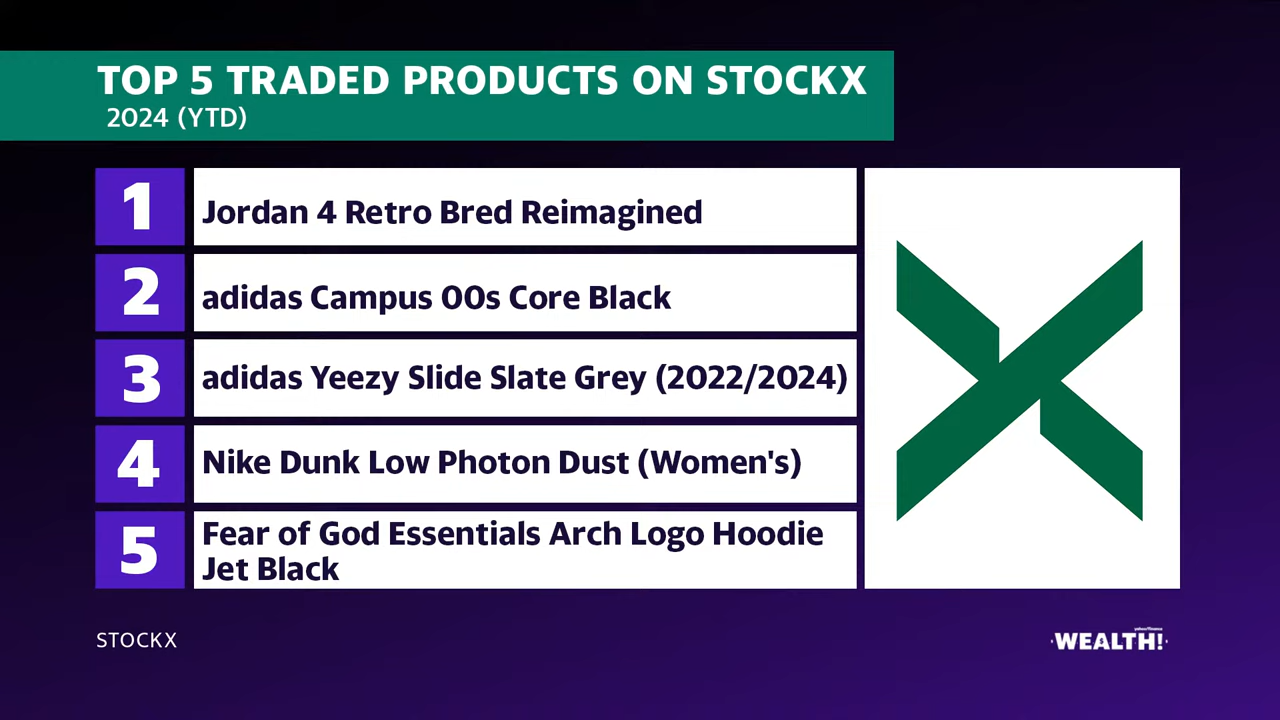 TOP 5 TRADED PRODUCTS ON STOCKX
2024 (YTD)
1 Jordan 4 Retro Bred Reimagined
2 adidas Campus 00s Core Black
3 adidas Yeezy Slide Slate Grey (2022/2024)
4 Nike Dunk Low Photon Dust (Women's)
5 Fear of God Essentials Arch Logo Hoodie
Jet Black
STOCKX
yahoo!finance
WEALTH!